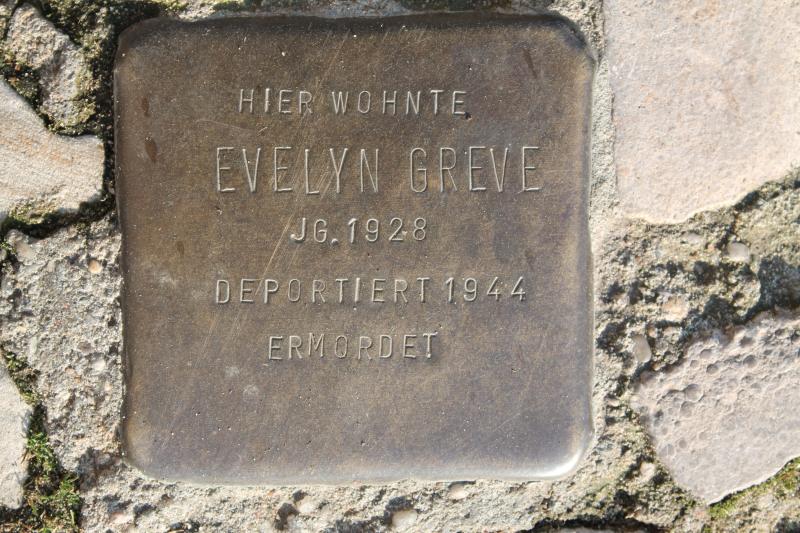 HIER WOHNTE
EVELYN GREVE
JG. 1928
DEPORTIERT 1944
ERMORDET